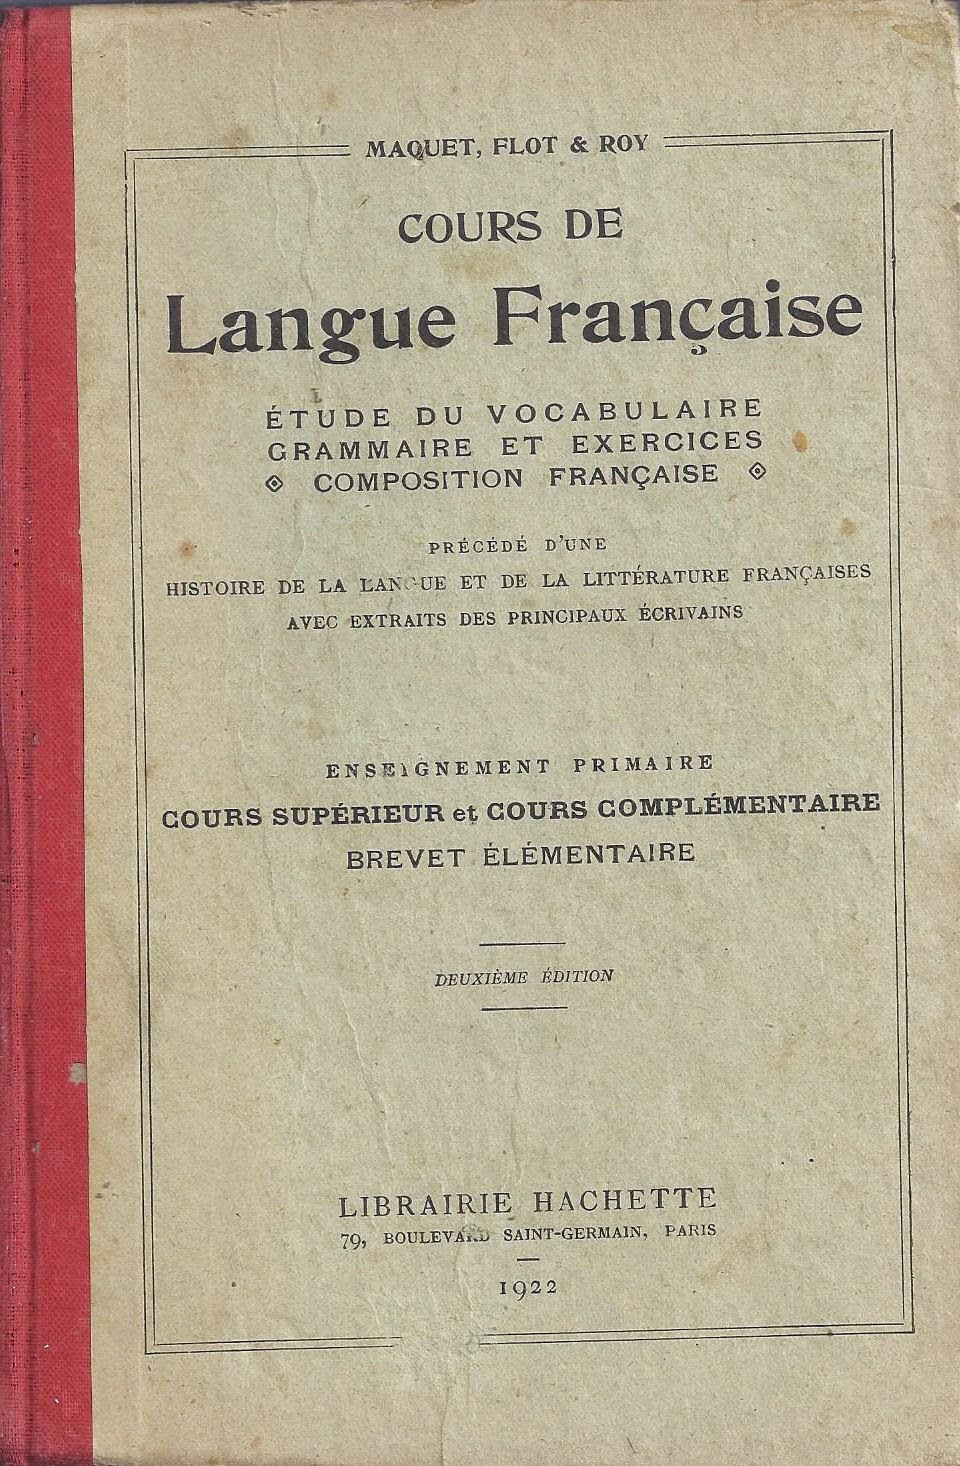 MAQUET, FLOT & ROY
COURS DE
Langue Française
ÉTUDE DU VOCABULAIRE
GRAMMAIRE ET EXERCICES
COMPOSITION FRANÇAISE
PRÉCÉDÉ D'UNE
HISTOIRE DE LA LANGUE ET DE LA LITTÉRATURE FRANÇAISES
AVEC EXTRAITS DES PRINCIPAUX ÉCRIVAINS
ENSEIGNEMENT PRIMAIRE
COURS SUPÉRIEUR et COURS COMPLÉMENTAIRE
BREVET ÉLÉMENTAIRE
DEUXIÈME ÉDITION
LIBRAIRIE HACHETTE
79, BOULEVARD SAINT-GERMAIN, PARIS
1922